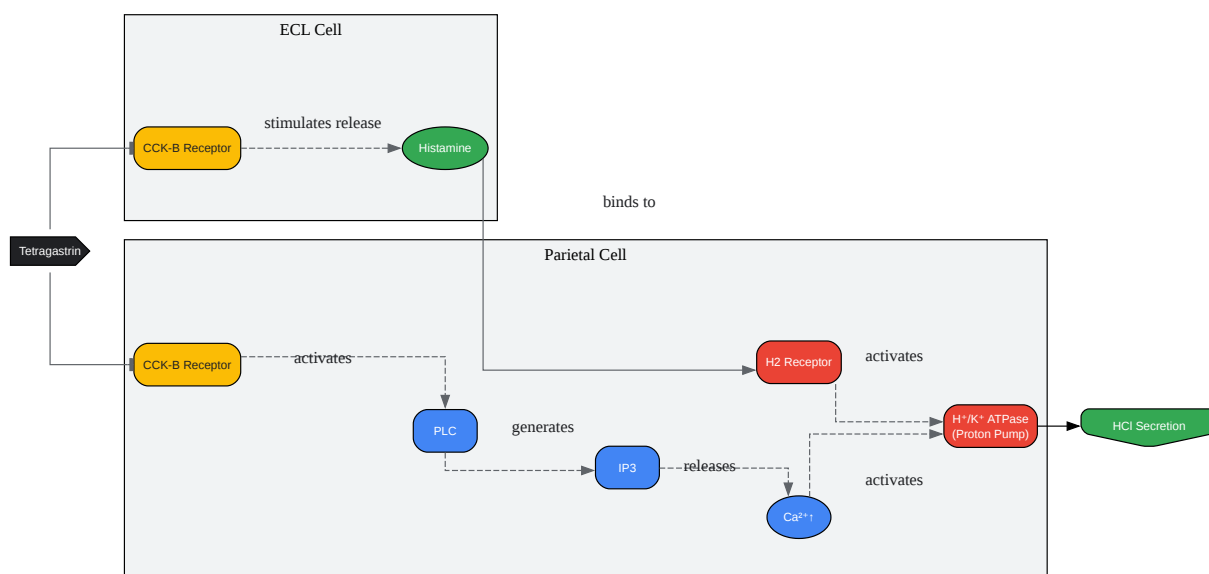 ECL Cell
stimulates release
CCK-B Receptor
Histamine
binds to
Tetragastrin
Parietal Cell
CCK-B Receptor
activates
H2 Receptor
activates
PLC
generates
H⁺/K⁺ ATPase
(Proton Pump)
HCl Secretion
IP3
releases
activates
Ca²⁺↑